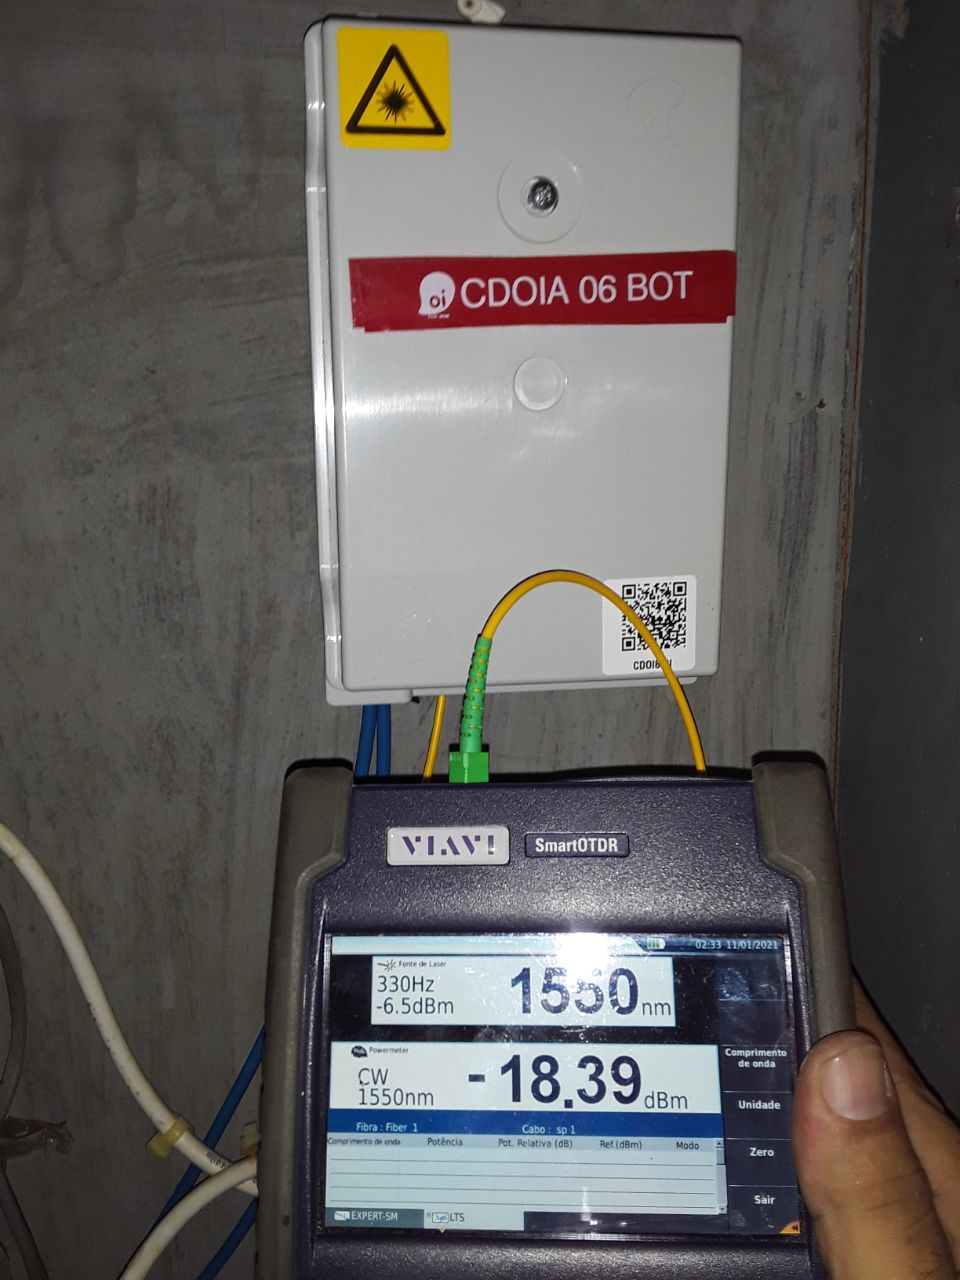 oi CDOIA 06 BOT
VIAVI SmartOTDR
02:33 11/01/2021
Fonte de Laser
330Hz
-6.5dBm
1550nm
Powermeter
CW
1550nm
-18.39 dBm
Fibra : Fiber 1 Cabo : sp 1
Comprimento de onda Potência Pot. Relativa (dB) Ref.(dBm) Modo
EXPERT-SM LTS
Comprimento
de onda
Unidade
Zero
Sair